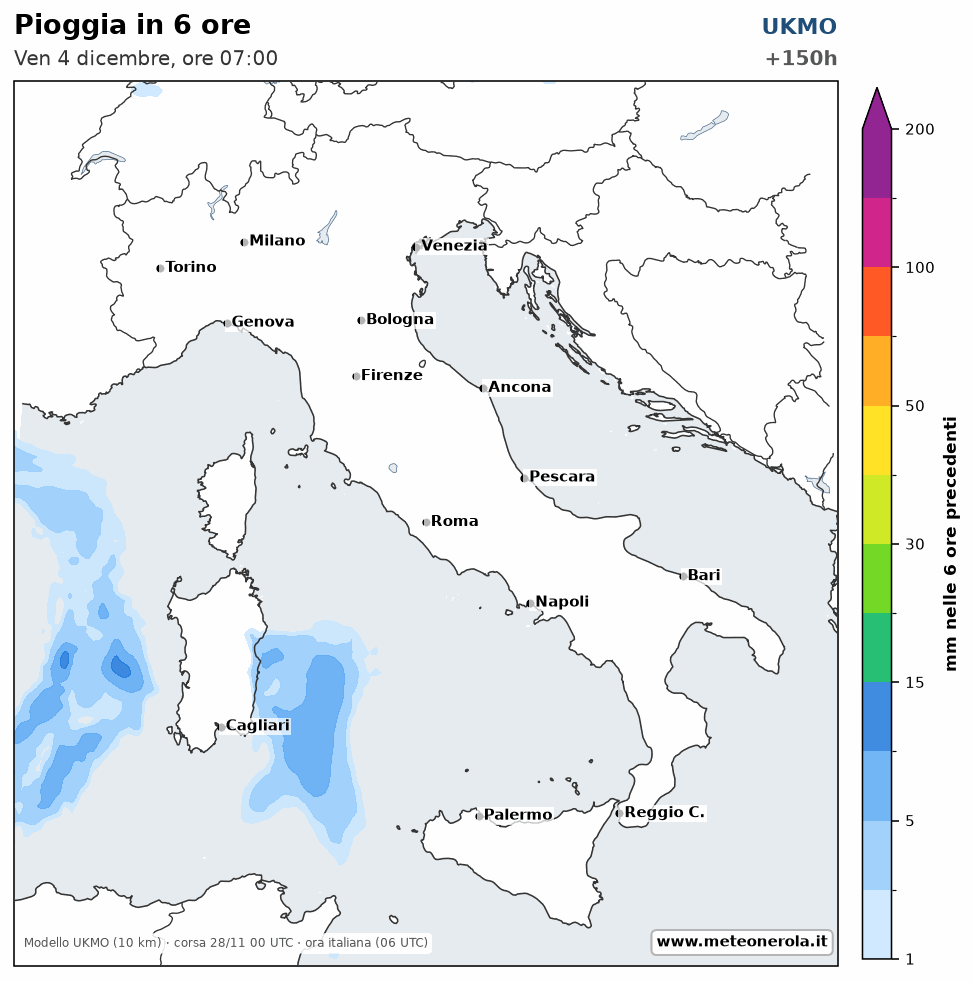 Pioggia in 6 ore
UKMO
Ven 4 dicembre, ore 07:00
+150h
200
100
50
30
15
5
1
mm nelle 6 ore precedenti
Milano
Venezia
Torino
Genova
Bologna
Firenze
Ancona
Pescara
Roma
Bari
Napoli
Cagliari
Palermo
Reggio C.
Modello UKMO (10 km) · corsa 28/11 00 UTC · ora italiana (06 UTC)
www.meteonerola.it